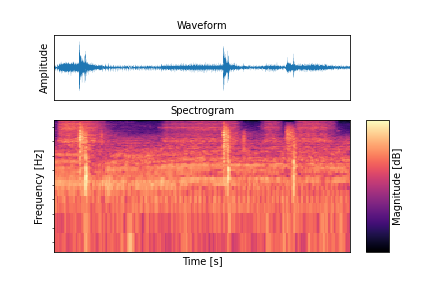 Waveform
Amplitude
Spectrogram
Frequency [Hz]
Magnitude [dB]
Time [s]